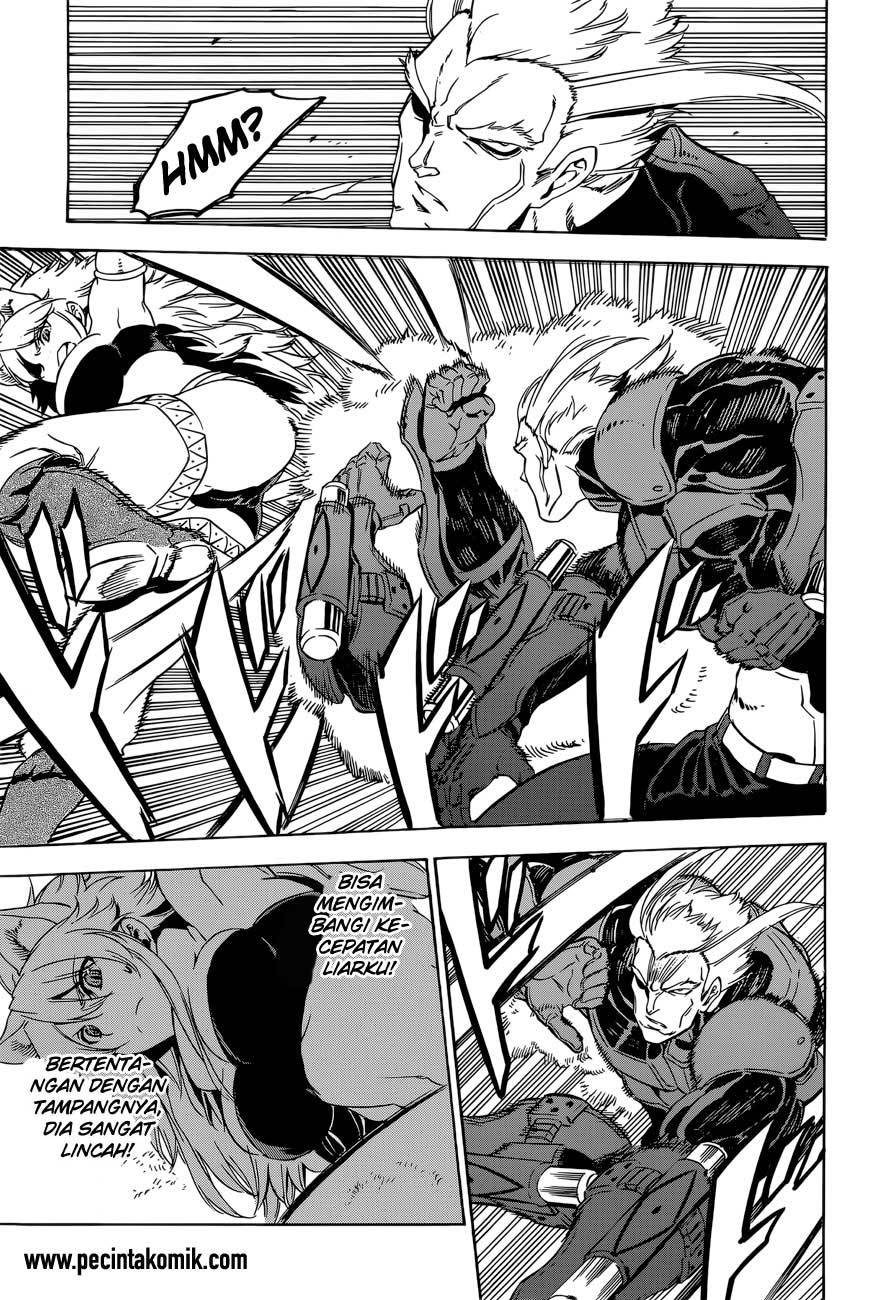 HMM?
BISA
MENGIM-
BANGI KE-
CEPATAN
LIARKU!
BERTENTA-
NGAN DENGAN
TAMPANGNYA,
DIA SANGAT
LINCAH!
www.pecintakomik.com